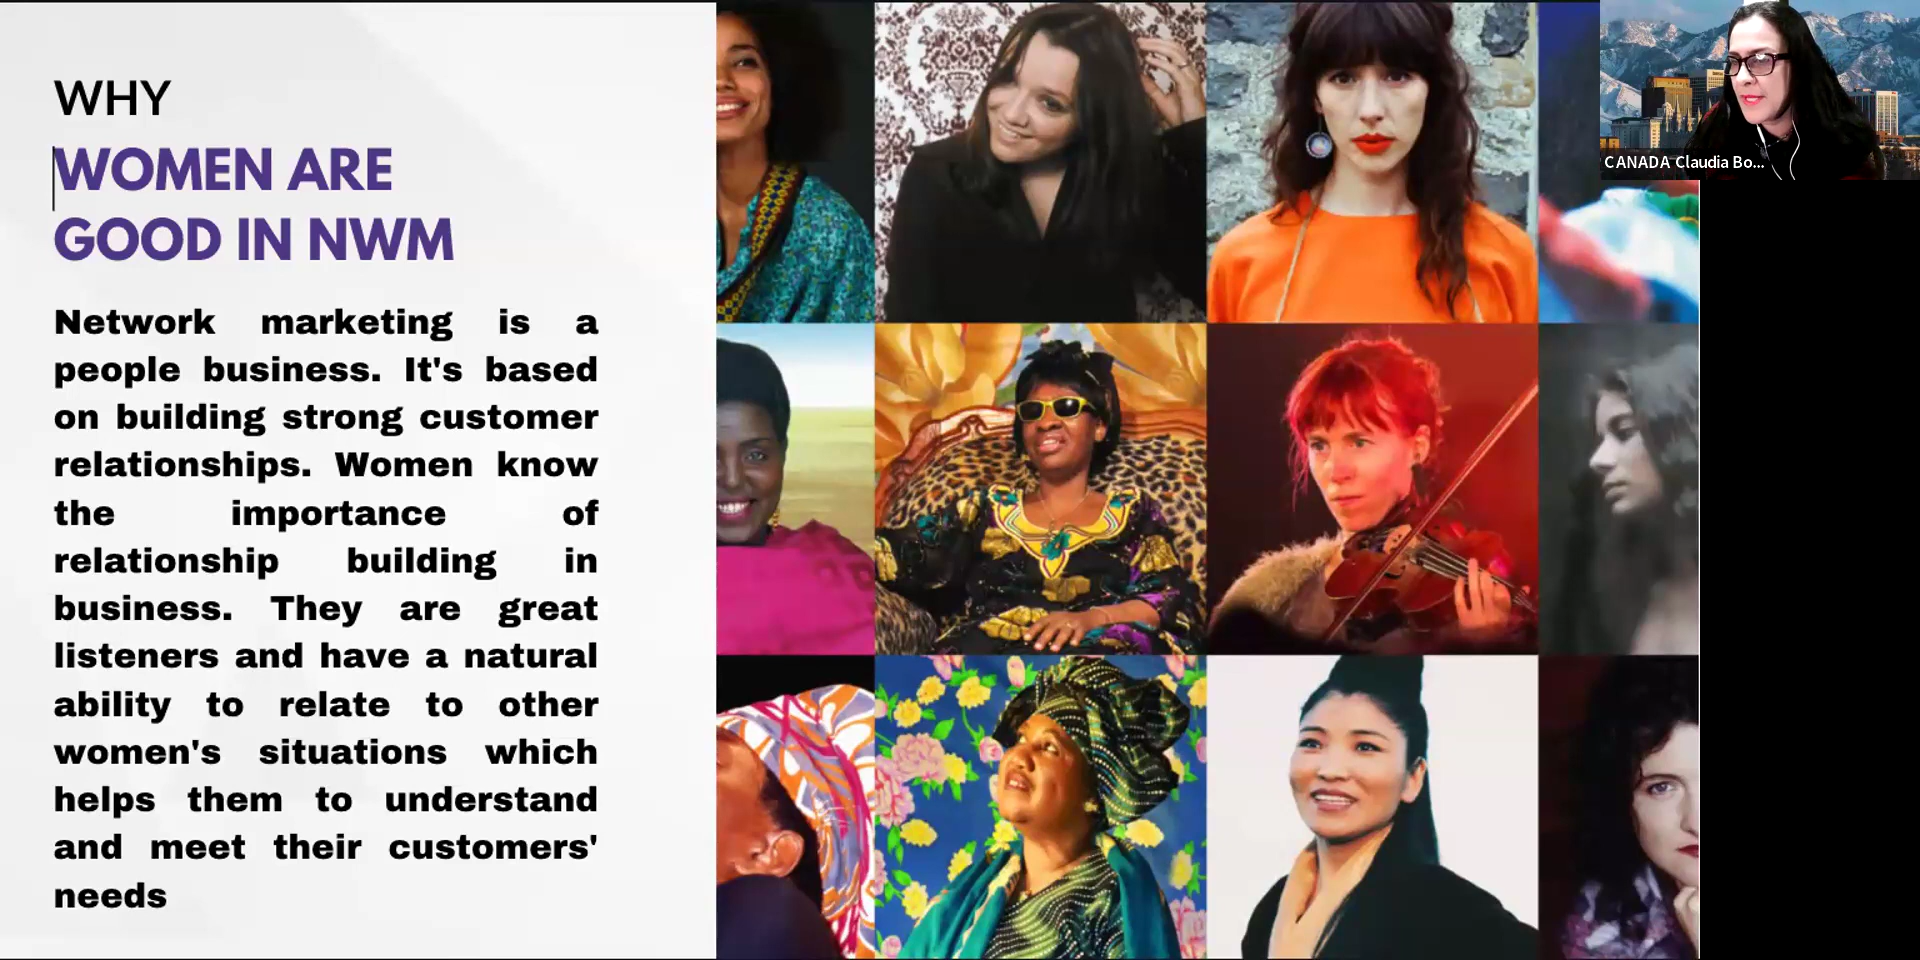 WHY
WOMEN ARE
GOOD IN NWM
Network marketing is a
people business. It's based
on building strong customer
relationships. Women know
the importance of
relationship building in
business. They are great
listeners and have a natural
ability to relate to other
women's situations which
helps them to understand
and meet their customers'
needs
CANADA Claudia Bo...